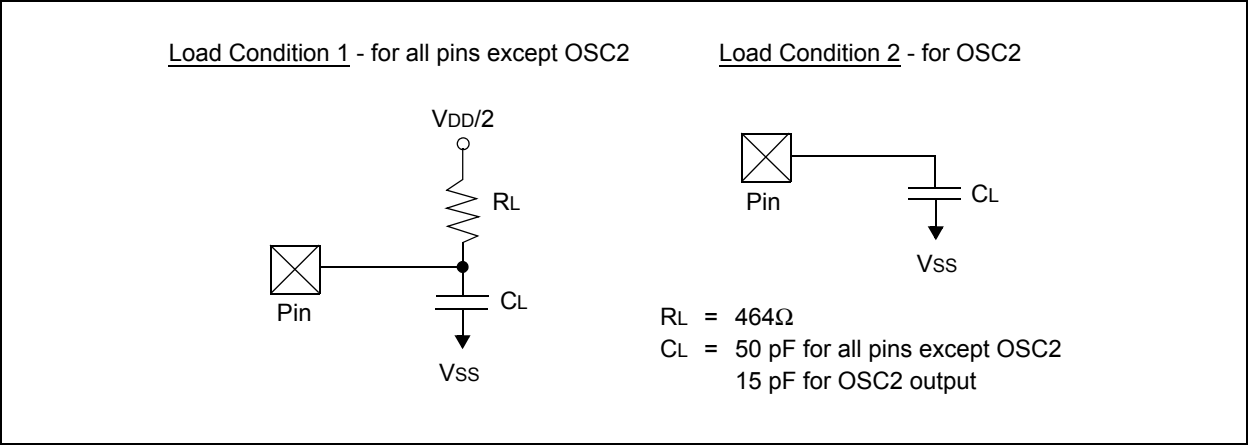 Load Condition 1 - for all pins except OSC2
VDD/2
RL
Pin
CL
VSS
Load Condition 2 - for OSC2
Pin
CL
VSS
RL = 464Ω
CL = 50 pF for all pins except OSC2
15 pF for OSC2 output